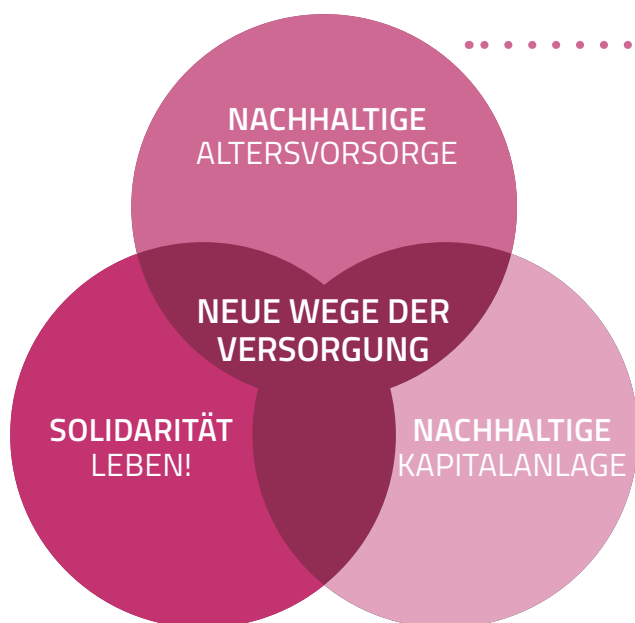 NACHHALTIGE
ALTERSVORSORGE
NEUE WEGE DER
VERSORGUNG
SOLIDARITÄT
LEBEN!
NACHHALTIGE
KAPITALANLAGE